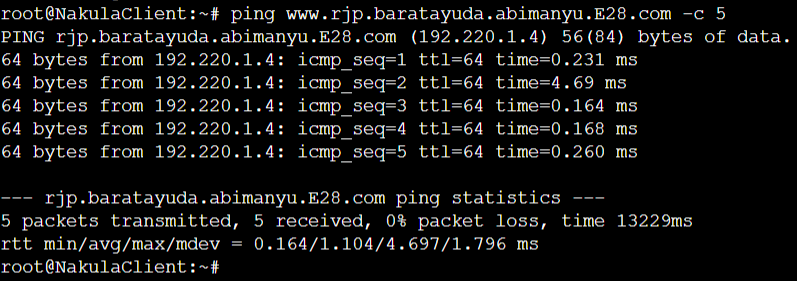 root@NakulaClient:~# ping www.rjp.baratayuda.abimanyu.E28.com -c 5
PING rjp.baratayuda.abimanyu.E28.com (192.220.1.4) 56(84) bytes of data.
64 bytes from 192.220.1.4: icmp_seq=1 ttl=64 time=0.231 ms
64 bytes from 192.220.1.4: icmp_seq=2 ttl=64 time=4.69 ms
64 bytes from 192.220.1.4: icmp_seq=3 ttl=64 time=0.164 ms
64 bytes from 192.220.1.4: icmp_seq=4 ttl=64 time=0.168 ms
64 bytes from 192.220.1.4: icmp_seq=5 ttl=64 time=0.260 ms
--- rjp.baratayuda.abimanyu.E28.com ping statistics ---
5 packets transmitted, 5 received, 0% packet loss, time 13229ms
rtt min/avg/max/mdev = 0.164/1.104/4.697/1.796 ms
root@NakulaClient:~#